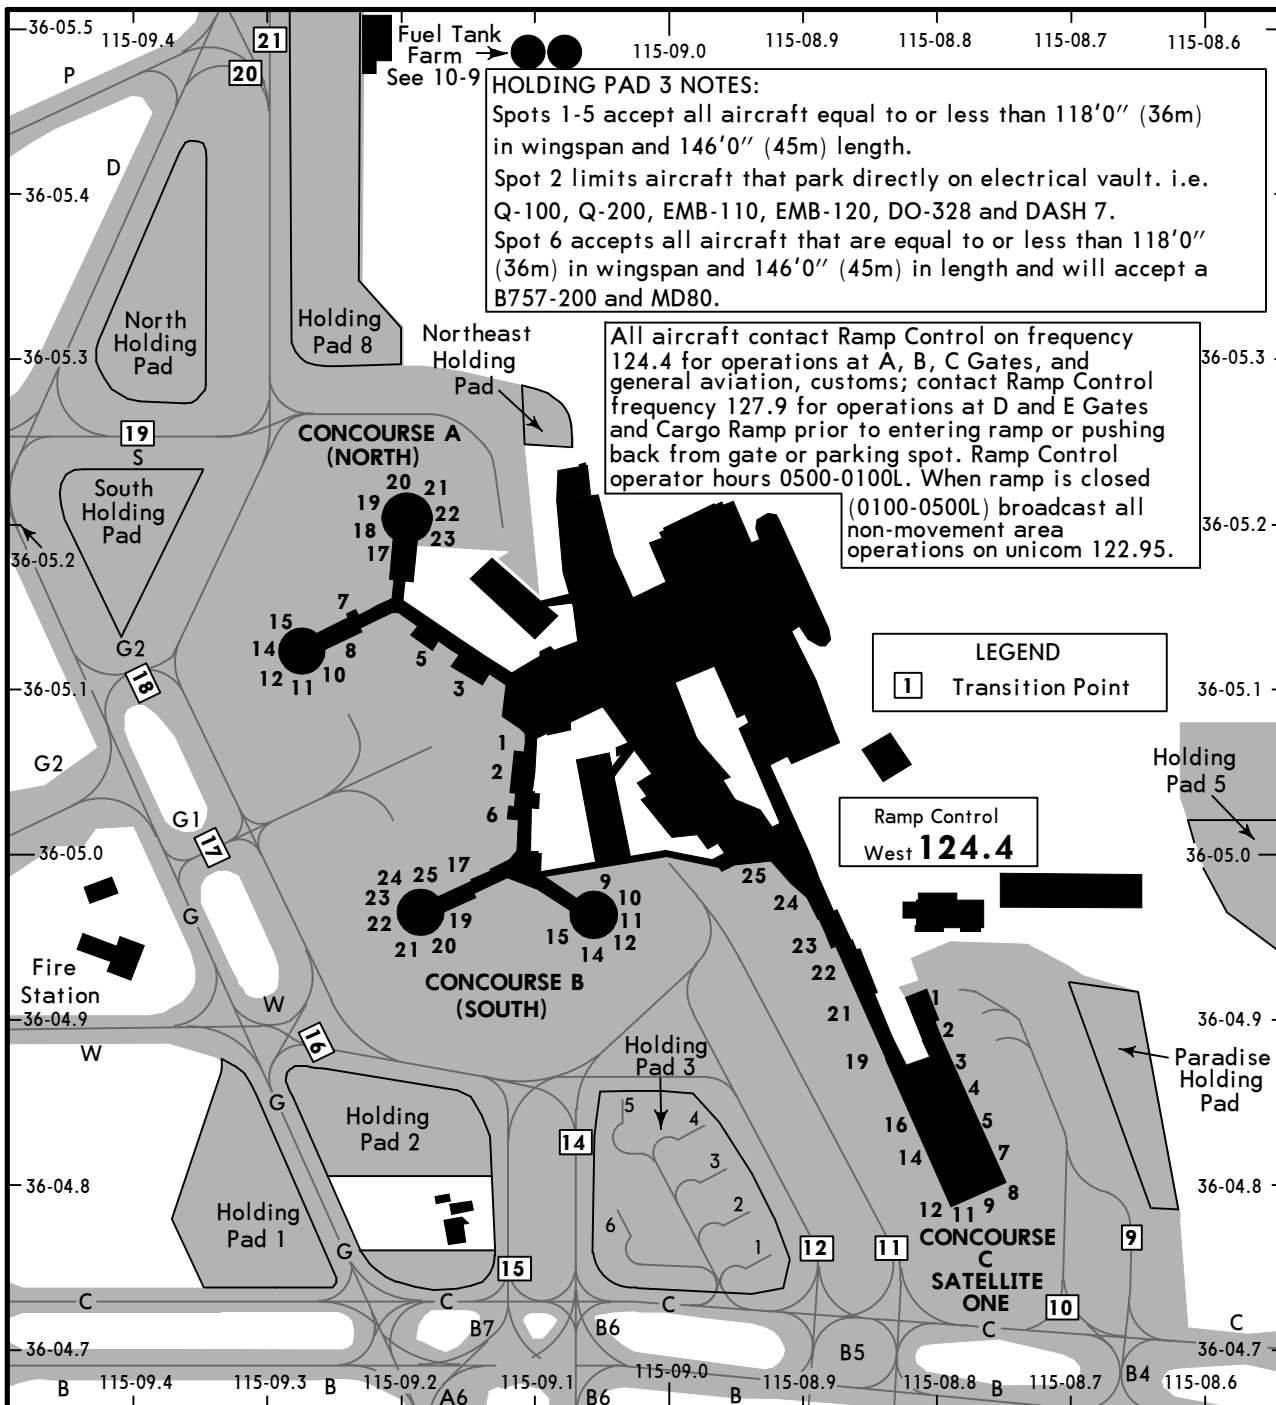 36-05.5
115-09.4
21
20
Fuel Tank
Farm
See 10-9
115-09.0
115-08.9
115-08.8
115-08.7
115-08.6
P
D
HOLDING PAD 3 NOTES:
Spots 1-5 accept all aircraft equal to or less than 118'0" (36m)
in wingspan and 146'0" (45m) length.
Spot 2 limits aircraft that park directly on electrical vault. i.e.
Q-100, Q-200, EMB-110, EMB-120, DO-328 and DASH 7.
Spot 6 accepts all aircraft that are equal to or less than 118'0"
(36m) in wingspan and 146'0" (45m) in length and will accept a
B757-200 and MD80.
36-05.4
North
Holding
Pad
Holding
Pad 8
Northeast
Holding
Pad
36-05.3
All aircraft contact Ramp Control on frequency
124.4 for operations at A, B, C Gates, and
general aviation, customs; contact Ramp Control
frequency 127.9 for operations at D and E Gates
and Cargo Ramp prior to entering ramp or pushing
back from gate or parking spot. Ramp Control
operator hours 0500-0100L. When ramp is closed
(0100-0500L) broadcast all
non-movement area
operations on unicom 122.95.
36-05.3
19
S
CONCOURSE A
(NORTH)
South
Holding
Pad
20
21
19
22
18
23
17
36-05.2
36-05.2
15
7
14
8
12
11
10
5
3
G2
18
36-05.1
LEGEND
1 Transition Point
36-05.1
G2
1
2
6
G1
17
Holding
Pad 5
Ramp Control
West 124.4
36-05.0
36-05.0
24
25
17
23
22
19
21
20
9
10
11
15
12
14
25
24
23
22
21
19
G
CONCOURSE B
(SOUTH)
Fire
Station
W
36-04.9
W
16
36-04.9
1
2
3
4
5
7
8
9
11
12
14
16
Paradise
Holding
Pad
Holding
Pad 3
5
4
3
2
1
6
G
Holding
Pad 2
14
36-04.8
36-04.8
Holding
Pad 1
G
15
12
11
CONCOURSE
C
SATELLITE
ONE
9
10
C
C
C
C
C
B7
B6
B5
B4
36-04.7
36-04.7
B
115-09.4
115-09.3
B
115-09.2
A6
115-09.1
B6
115-09.0
B
115-08.9
115-08.8
B
115-08.7
115-08.6